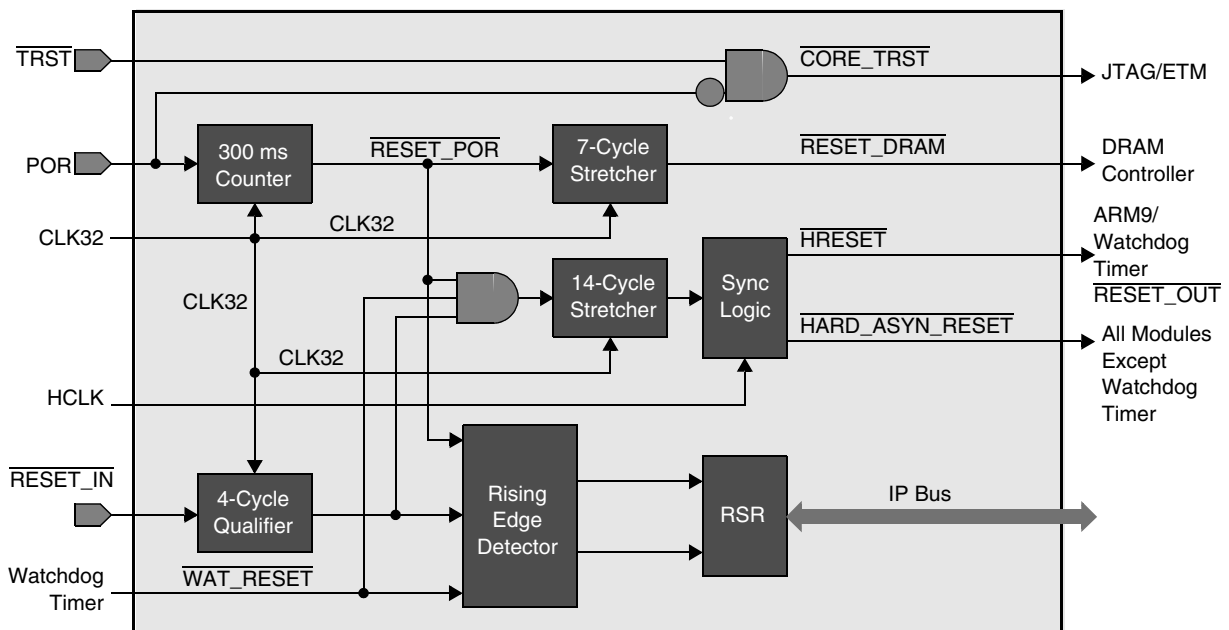 TRST
CORE_TRST
JTAG/ETM
POR
300 ms
Counter
RESET_POR
7-Cycle
Stretcher
RESET_DRAM
DRAM
Controller
CLK32
CLK32
CLK32
CLK32
14-Cycle
Stretcher
Sync
Logic
HRESET
ARM9/
Watchdog
Timer
RESET_OUT
HARD_ASYN_RESET
All Modules
Except
Watchdog
Timer
HCLK
RESET_IN
4-Cycle
Qualifier
Rising
Edge
Detector
RSR
IP Bus
Watchdog
Timer
WAT_RESET